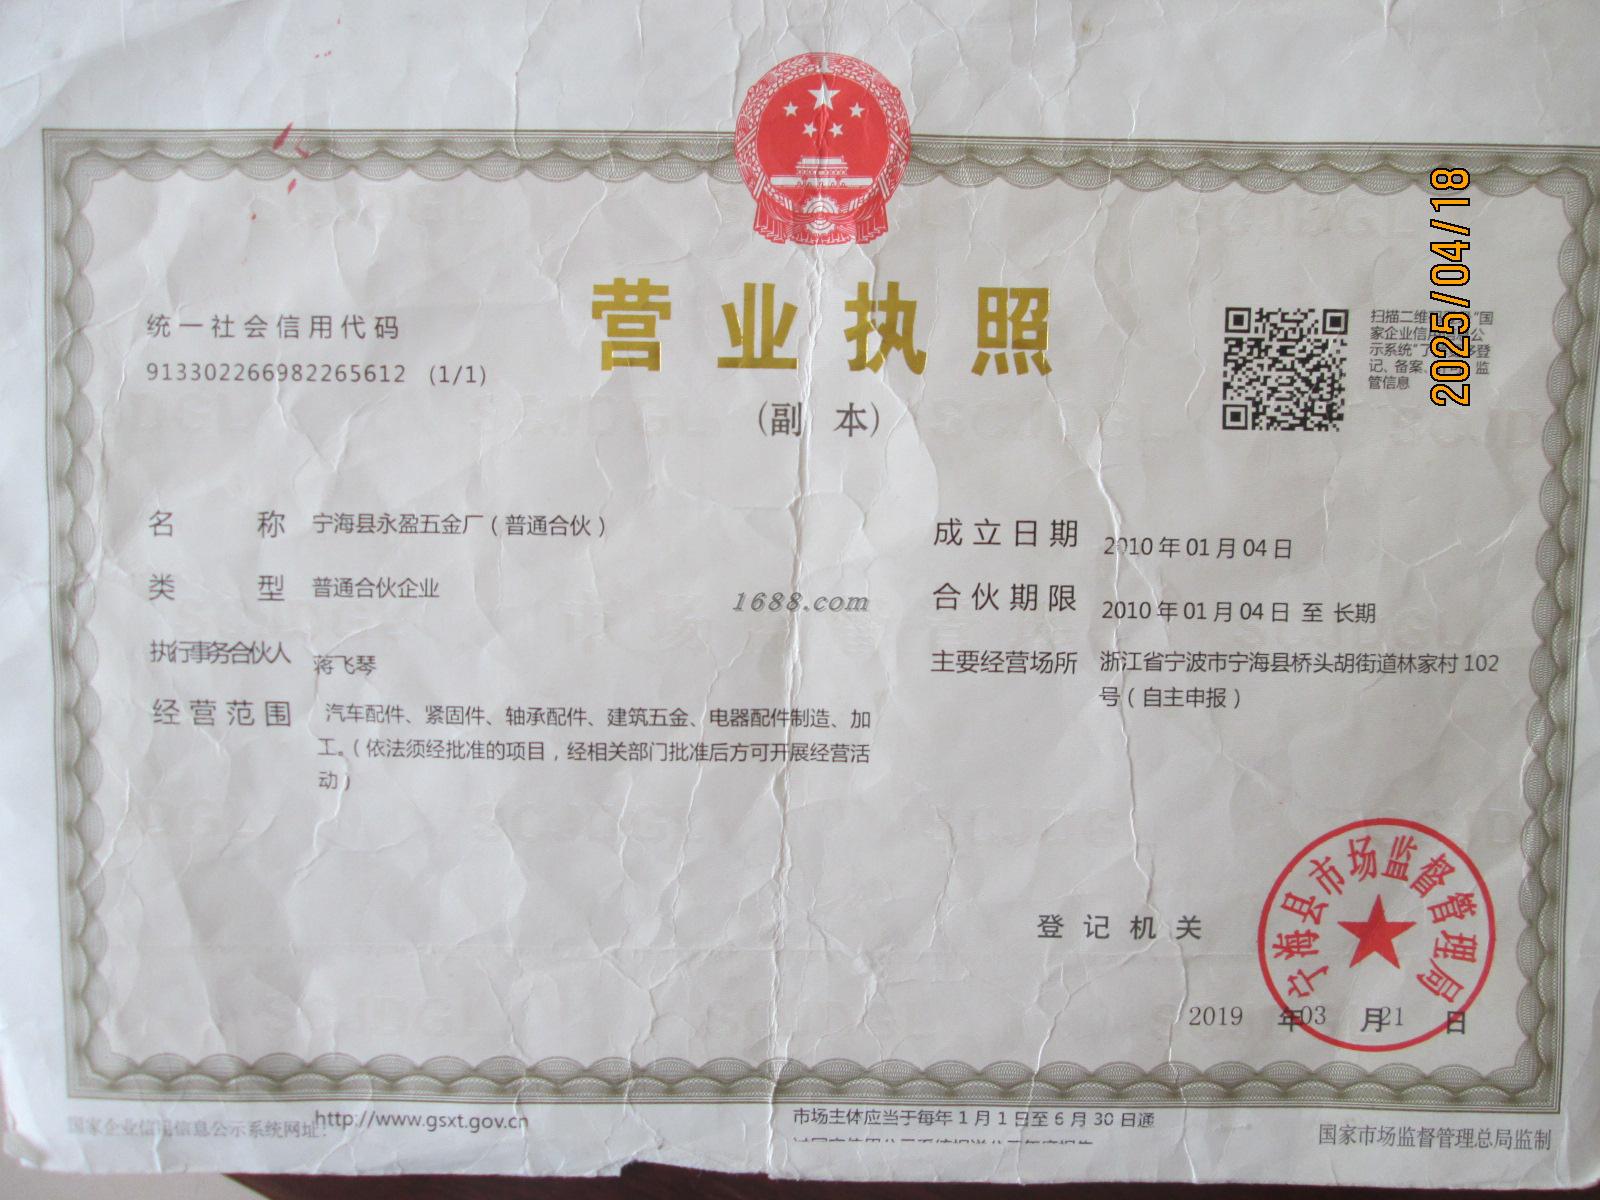 营业执照
(副 本)
统一社会信用代码
913302266982265612 (1/1)
扫描二维
“国
家企业信
公
示系统”了
登
记、备案、
监
管信息
2025/04/18
名 称 宁海县永盈五金厂（普通合伙）
类 型 普通合伙企业
执行事务合伙人 蒋飞琴
经营范围 汽车配件、紧固件、轴承配件、建筑五金、电器配件制造、加
工。（依法须经批准的项目，经相关部门批准后方可开展经营活
动）
1688.com
成立日期 2010年01月04日
合伙期限 2010年01月04日 至 长期
主要经营场所 浙江省宁波市宁海县桥头胡街道林家村102
号（自主申报）
登记机关
宁海县市场监督管理局
2019 年03 月21 日
国家企业信用信息公示系统网址：http://www.gsxt.gov.cn
市场主体应当于每年1月1日至6月30日通
国家市场监督管理总局监制